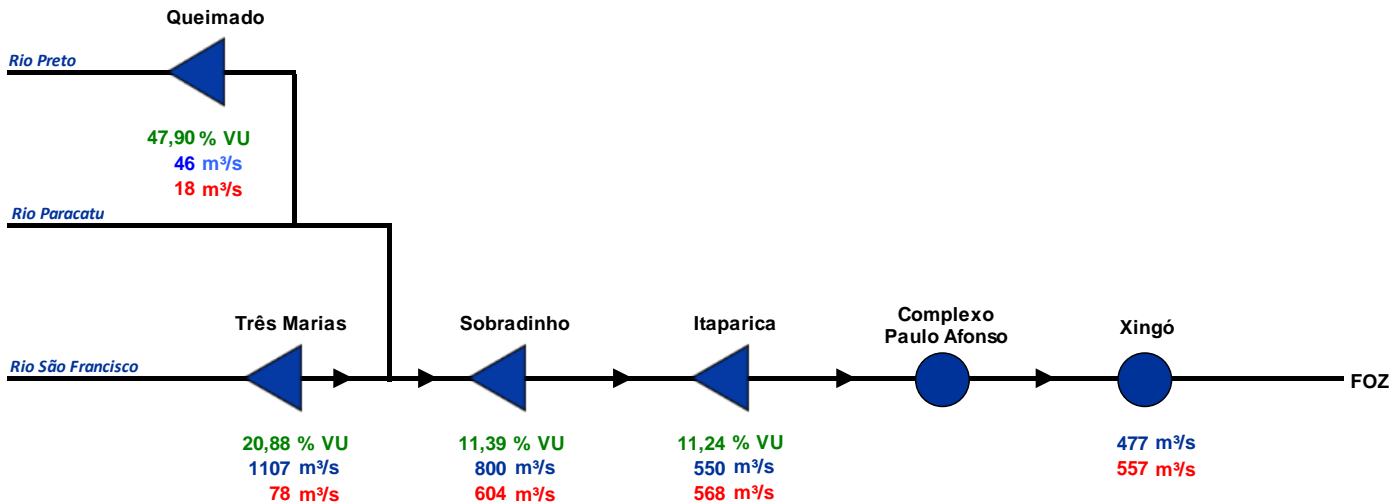 Queimado
Rio Preto
47,90 % VU
46 m³/s
18 m³/s
Rio Paracatu
Três Marias
Sobradinho
Itaparica
Complexo
Paulo Afonso
Xingó
Rio São Francisco
FOZ
20,88 % VU
1107 m³/s
78 m³/s
11,39 % VU
800 m³/s
604 m³/s
11,24 % VU
550 m³/s
568 m³/s
477 m³/s
557 m³/s